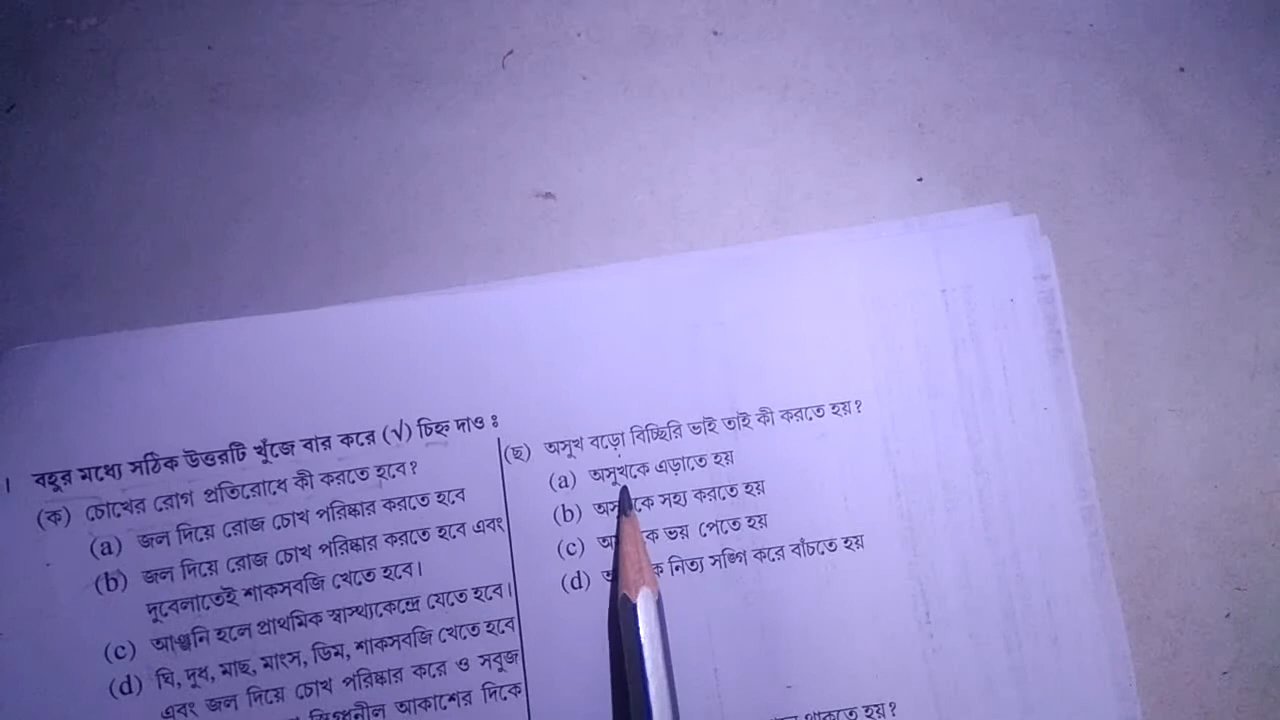 । বহুর মধ্যে সঠিক উত্তরটি খুঁজে বার করে (√) চিহ্ন দাও ঃ
(ক) চোখের রোগ প্রতিরোধে কী করতে হবে?
(a) জল দিয়ে রোজ চোখ পরিষ্কার করতে হবে
(b) জল দিয়ে রোজ চোখ পরিষ্কার করতে হবে এবং
দুবেলাতেই শাকসবজি খেতে হবে।
(c) আঞ্জনি হলে প্রাথমিক স্বাস্থ্যকেন্দ্রে যেতে হবে।
(d) ঘি, দুধ, মাছ, মাংস, ডিম, শাকসবজি খেতে হবে
এবং জল দিয়ে চোখ পরিষ্কার করে ও সবুজ
আকাশের দিকে
(ছ) অসুখ বড়ো বিচ্ছিরি ভাই তাই কী করতে হয়?
(a) অসুখকে এড়াতে হয়
(b) সহ্য করতে হয়
(c) ভয় পেতে হয়
(d) নিত্য সঙ্গি করে বাঁচতে হয়
থাকতে হয়?